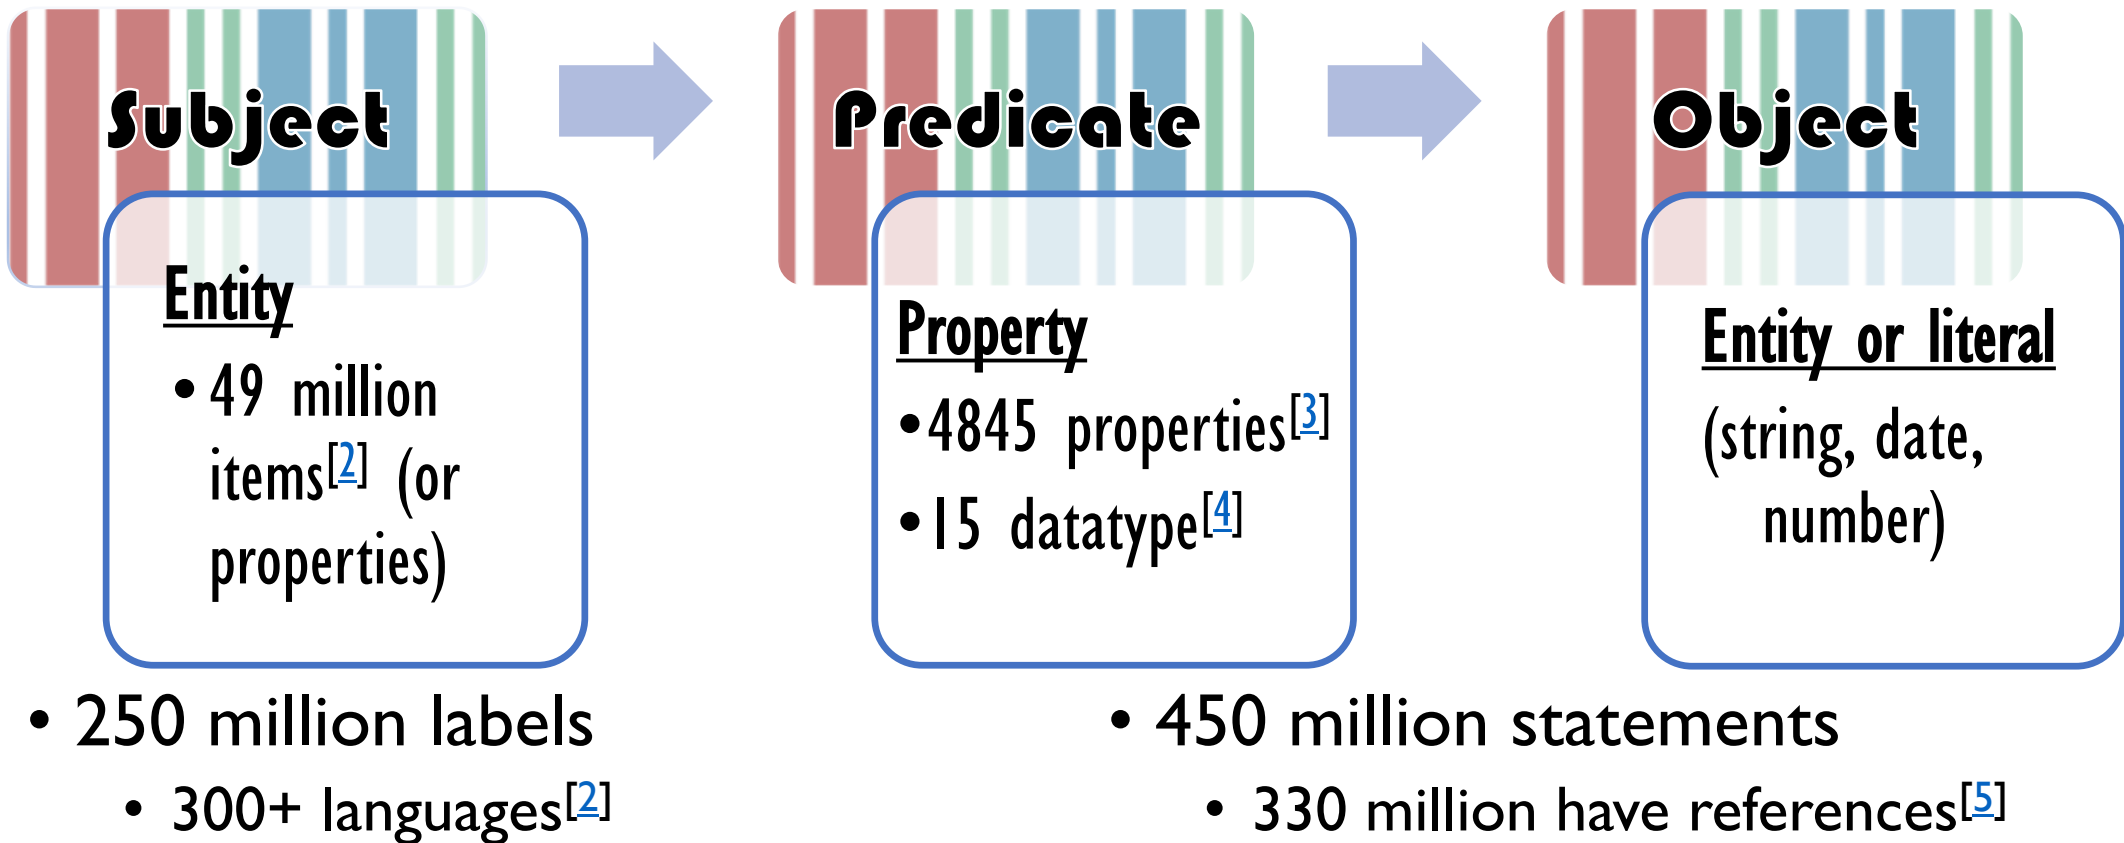 Subject
Entity
• 49 million
items[2] (or
properties)
Predicate
Property
•4845 properties[3]
•15 datatype[4]
Object
Entity or literal
(string, date,
number)
• 250 million labels
• 300+ languages[2]
• 450 million statements
• 330 million have references[5]